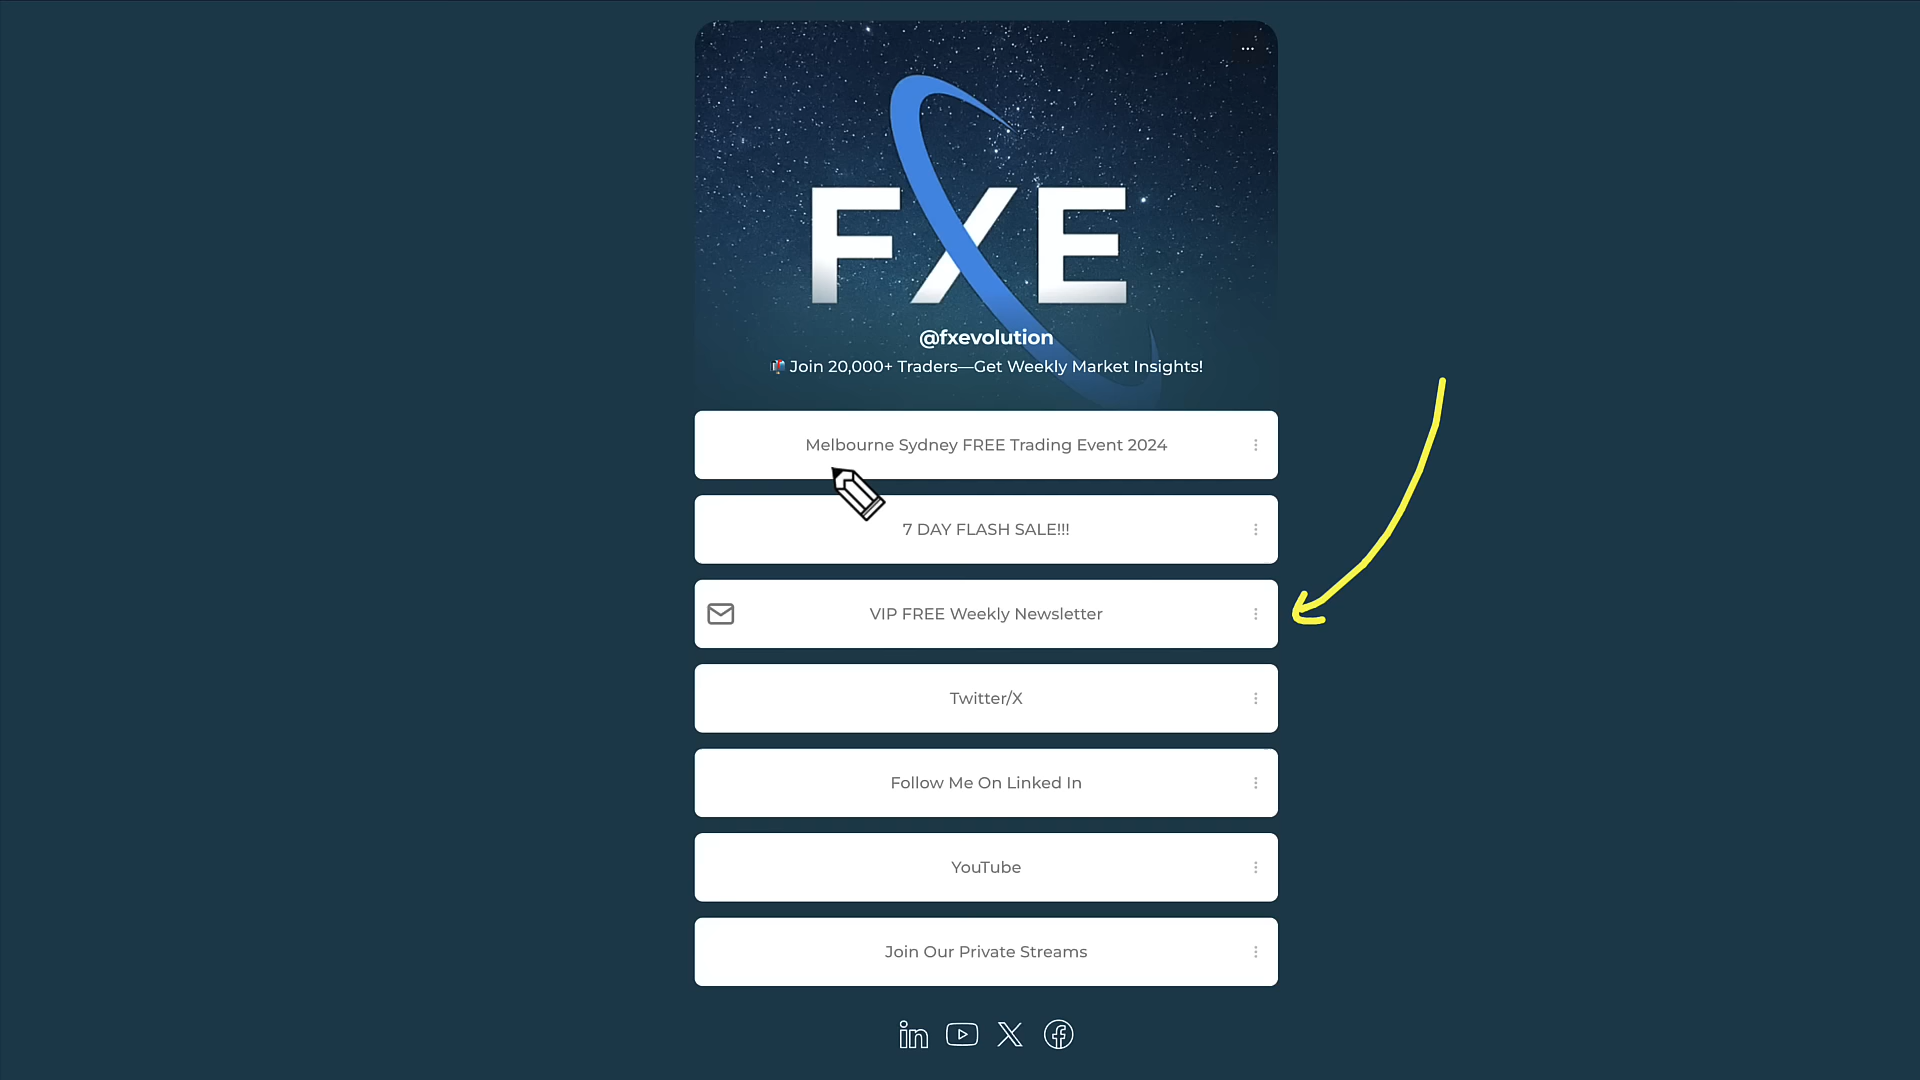 FXE
@fxevolution
Join 20,000+ Traders—Get Weekly Market Insights!
Melbourne Sydney FREE Trading Event 2024
7 DAY FLASH SALE!!!
VIP FREE Weekly Newsletter
Twitter/X
Follow Me On Linked In
YouTube
Join Our Private Streams